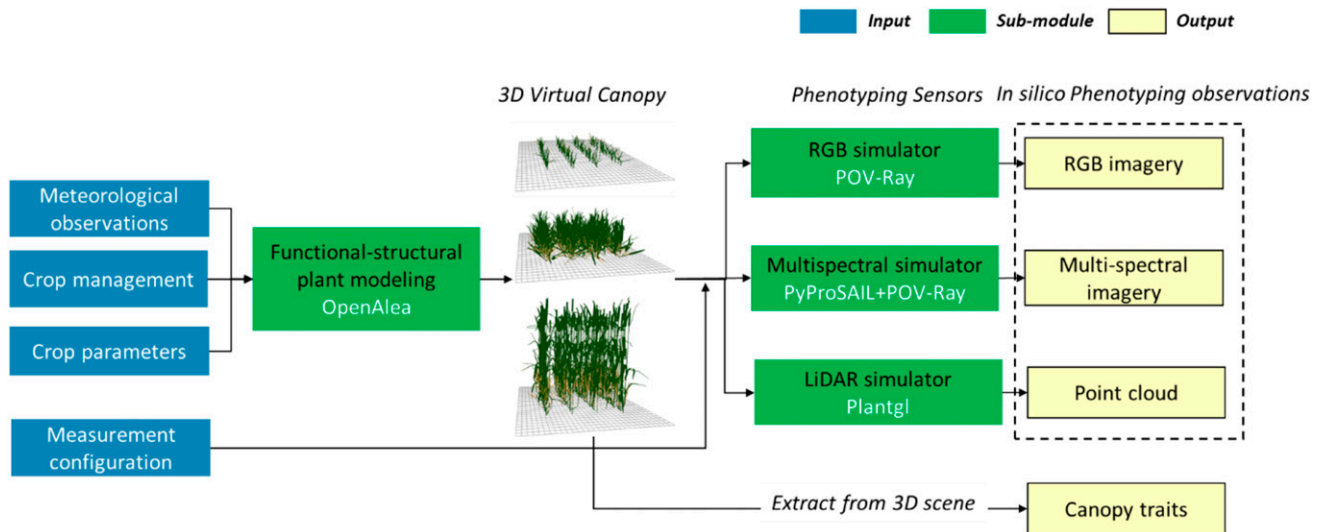 Input
Sub-module
Output
3D Virtual Canopy
Phenotyping Sensors
In silico Phenotyping observations
Meteorological
observations
Crop management
Crop parameters
Measurement
configuration
Functional-structural
plant modeling
OpenAlea
RGB simulator
POV-Ray
Multispectral simulator
PyProSAIL+POV-Ray
LiDAR simulator
Plantgl
RGB imagery
Multi-spectral
imagery
Point cloud
Extract from 3D scene
Canopy traits